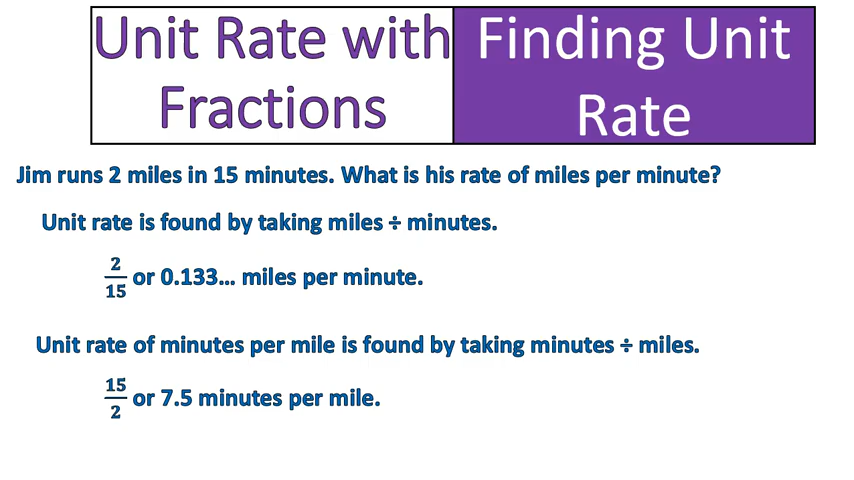 Unit Rate with
Fractions
Finding Unit
Rate
Jim runs 2 miles in 15 minutes. What is his rate of miles per minute?
Unit rate is found by taking miles ÷ minutes.
2/15 or 0.133... miles per minute.
Unit rate of minutes per mile is found by taking minutes ÷ miles.
15/2 or 7.5 minutes per mile.